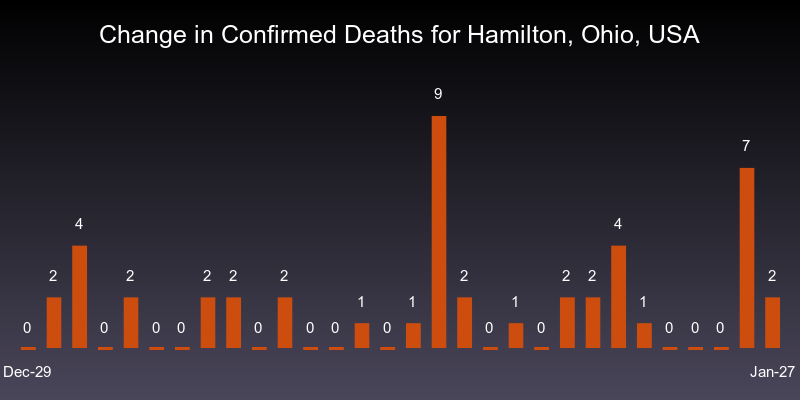 Change in Confirmed Deaths for Hamilton, Ohio, USA
0 2 4 0 2 0 0 2 2 0 2 0 0 1 0 1 9 2 0 1 0 2 2 4 1 0 0 0 7 2
Dec-29 Jan-27